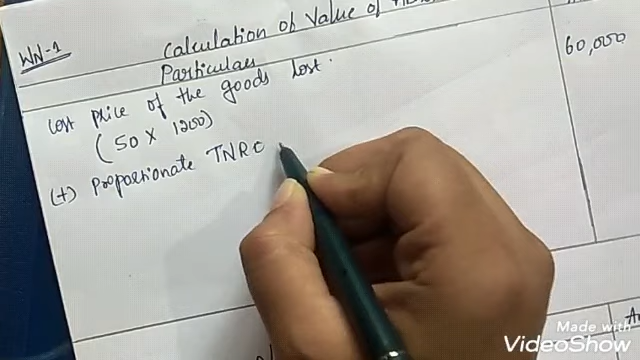 WN-1
Calculation of Value of
Particulars
Cost price of the goods lost.
60,000
(50 x 1200)
(+) Proportionate TNRC
Made with
VideoShow